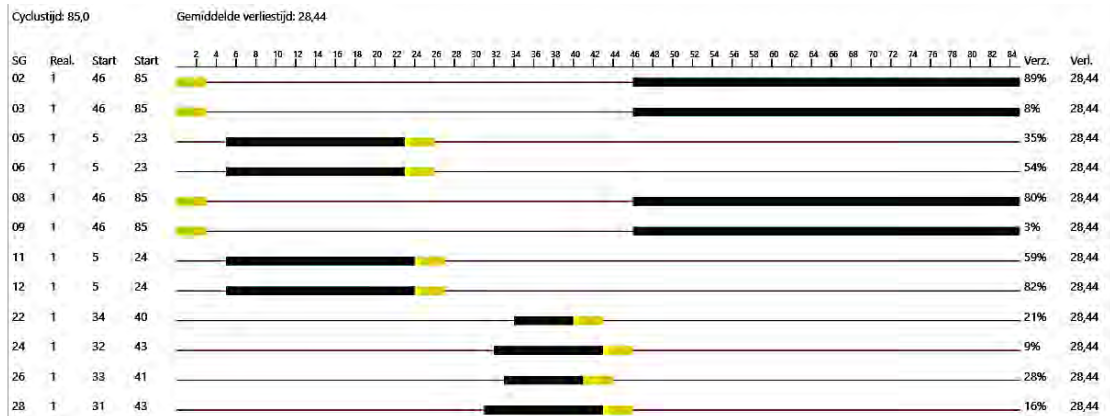 Cyclustijd: 85,0 Gemiddelde verliestijd: 28,44
2 4 6 8 10 12 14 16 18 20 22 24 26 28 30 32 34 36 38 40 42 44 46 48 50 52 54 56 58 60 62 64 66 68 70 72 74 76 78 80 82 84
SG Real. Start Start Verz. Verl.
02 1 46 85 89% 28,44
03 1 46 85 8% 28,44
05 1 5 23 35% 28,44
06 1 5 23 54% 28,44
08 1 46 85 80% 28,44
09 1 46 85 3% 28,44
11 1 5 24 59% 28,44
12 1 5 24 82% 28,44
22 1 34 40 21% 28,44
24 1 32 43 9% 28,44
26 1 33 41 28% 28,44
28 1 31 43 16% 28,44